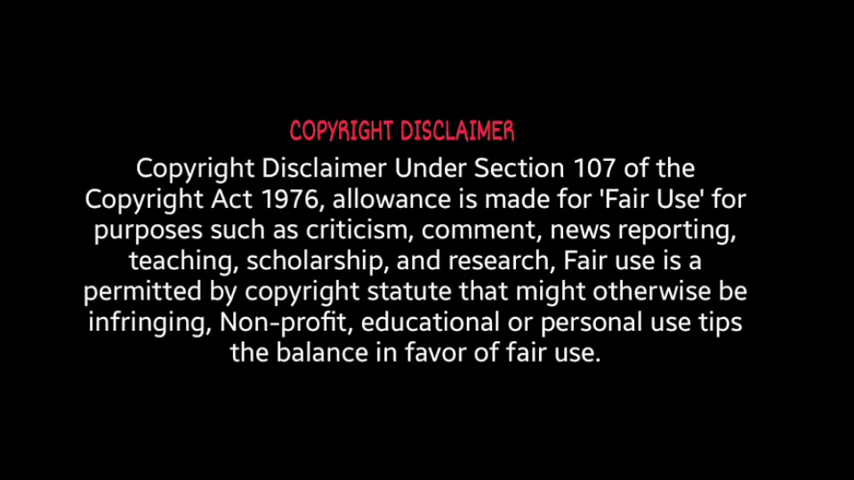 COPYRIGHT DISCLAIMER
Copyright Disclaimer Under Section 107 of the
Copyright Act 1976, allowance is made for 'Fair Use' for
purposes such as criticism, comment, news reporting,
teaching, scholarship, and research, Fair use is a
permitted by copyright statute that might otherwise be
infringing, Non-profit, educational or personal use tips
the balance in favor of fair use.